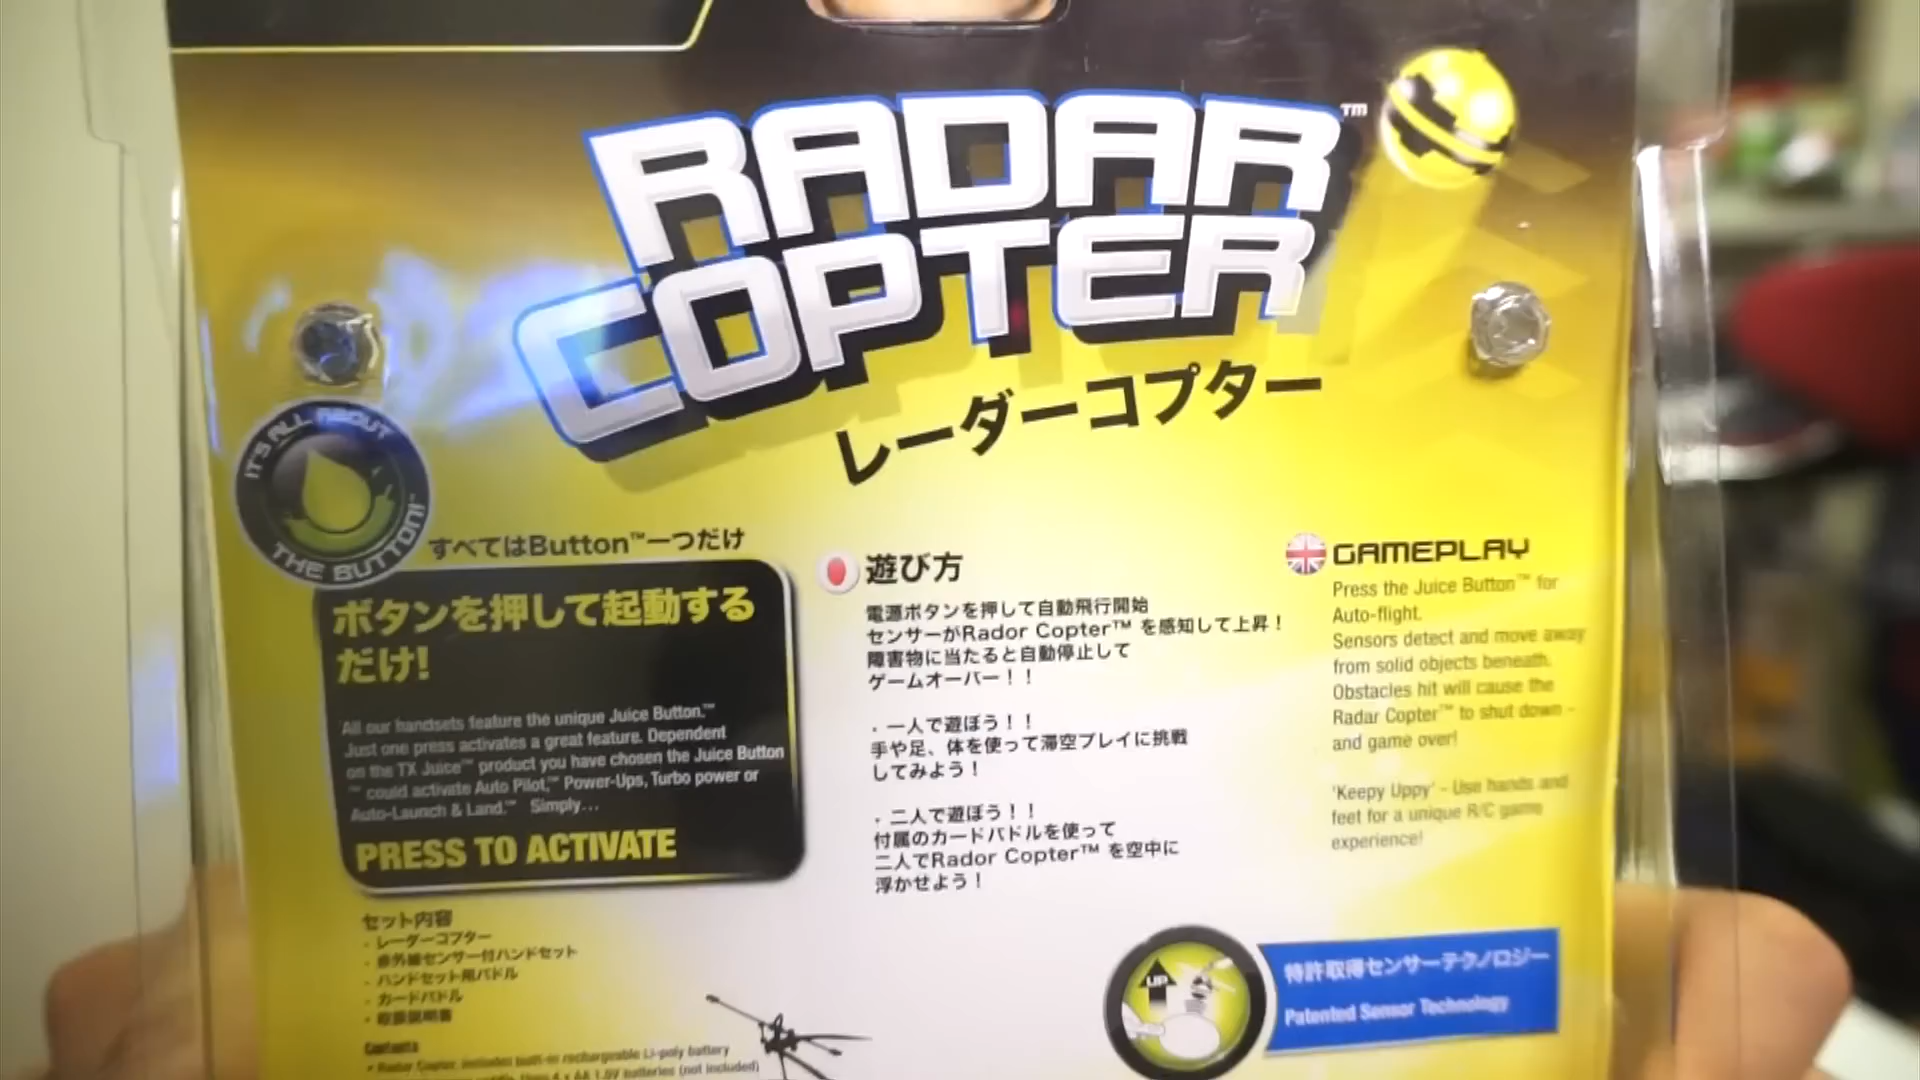 RADAR
COPTER™
レーダーコプター
IT'S ALL ABOUT
THE BUTTON!™
すべてはButton™一つだけ
ボタンを押して起動する
だけ!
All our handsets feature the unique Juice Button.™
Just one press activates a great feature. Dependent
on the TX Juice™ product you have chosen the Juice Button
™ could activate Auto Pilot,™ Power-Ups, Turbo power or
Auto-Launch & Land.™ Simply...
PRESS TO ACTIVATE
セット内容
- レーダーコプター
- 赤外線センサー付ハンドセット
- ハンドセット用パドル
- カードパドル
- 取扱説明書
Contents
• Radar Copter, includes built-in rechargeable Li-poly battery
4 x AA 1.5V batteries (not included)
遊び方
電源ボタンを押して自動飛行開始
センサーがRador Copter™ を感知して上昇！
障害物に当たると自動停止して
ゲームオーバー！！
．一人で遊ぼう！！
手や足、体を使って滞空プレイに挑戦
してみよう！
．二人で遊ぼう！！
付属のカードパドルを使って
二人でRador Copter™ を空中に
浮かせよう！
GAMEPLAY
Press the Juice Button™ for
Auto-flight.
Sensors detect and move away
from solid objects beneath.
Obstacles hit will cause the
Radar Copter™ to shut down -
and game over!
'Keepy Uppy' - Use hands and
feet for a unique R/C game
experience!
UP
特許取得センサーテクノロジー
Patented Sensor Technology